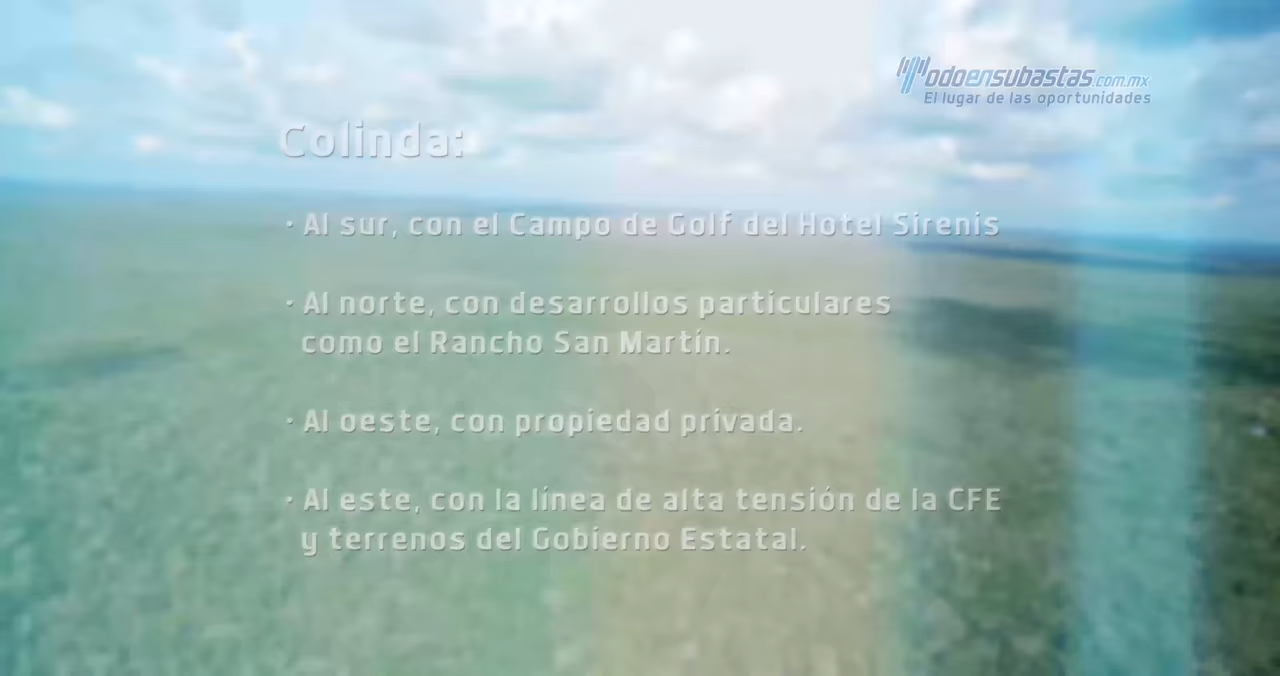 Todoensubastas.com.mx
El lugar de las oportunidades
Colinda:
· Al sur, con el Campo de Golf del Hotel Sirenis
· Al norte, con desarrollos particulares
como el Rancho San Martín.
· Al oeste, con propiedad privada.
· Al este, con la línea de alta tensión de la CFE
y terrenos del Gobierno Estatal.